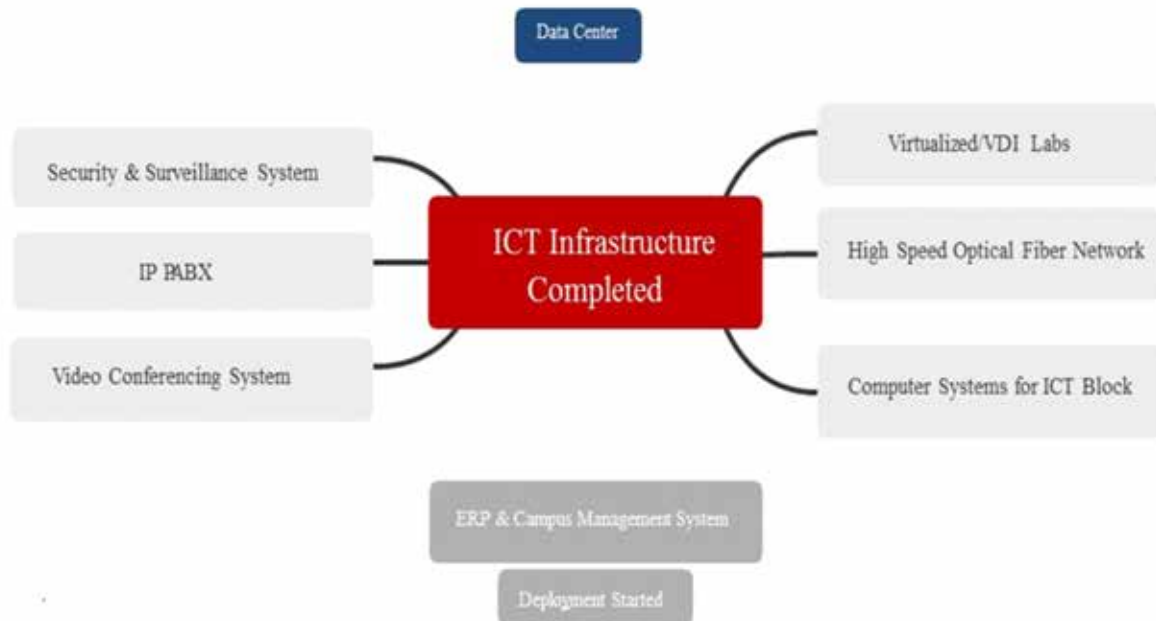 Data Center
Security & Surveillance System
IP PABX
Video Conferencing System
ICT Infrastructure
Completed
Virtualized/VDI Labs
High Speed Optical Fiber Network
Computer Systems for ICT Block
ERP & Campus Management System
Deployment Started